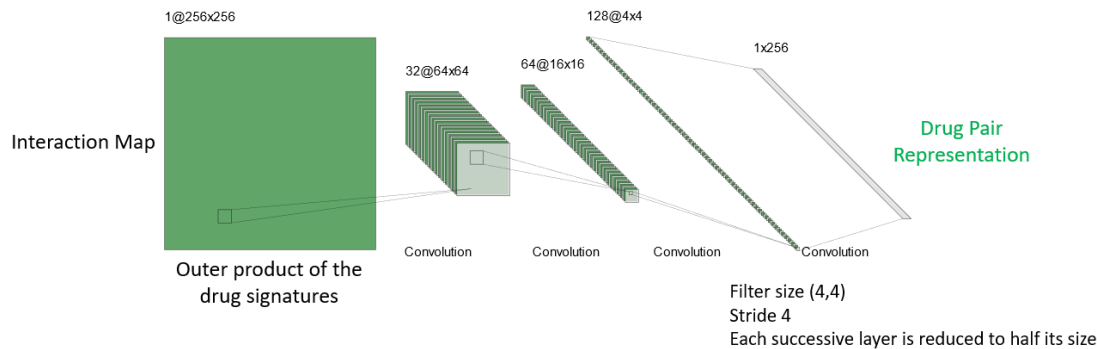 1@256x256
128@4x4
32@64x64
64@16x16
1x256
Interaction Map
Drug Pair
Representation
Convolution
Convolution
Convolution
Convolution
Outer product of the
drug signatures
Filter size (4,4)
Stride 4
Each successive layer is reduced to half its size